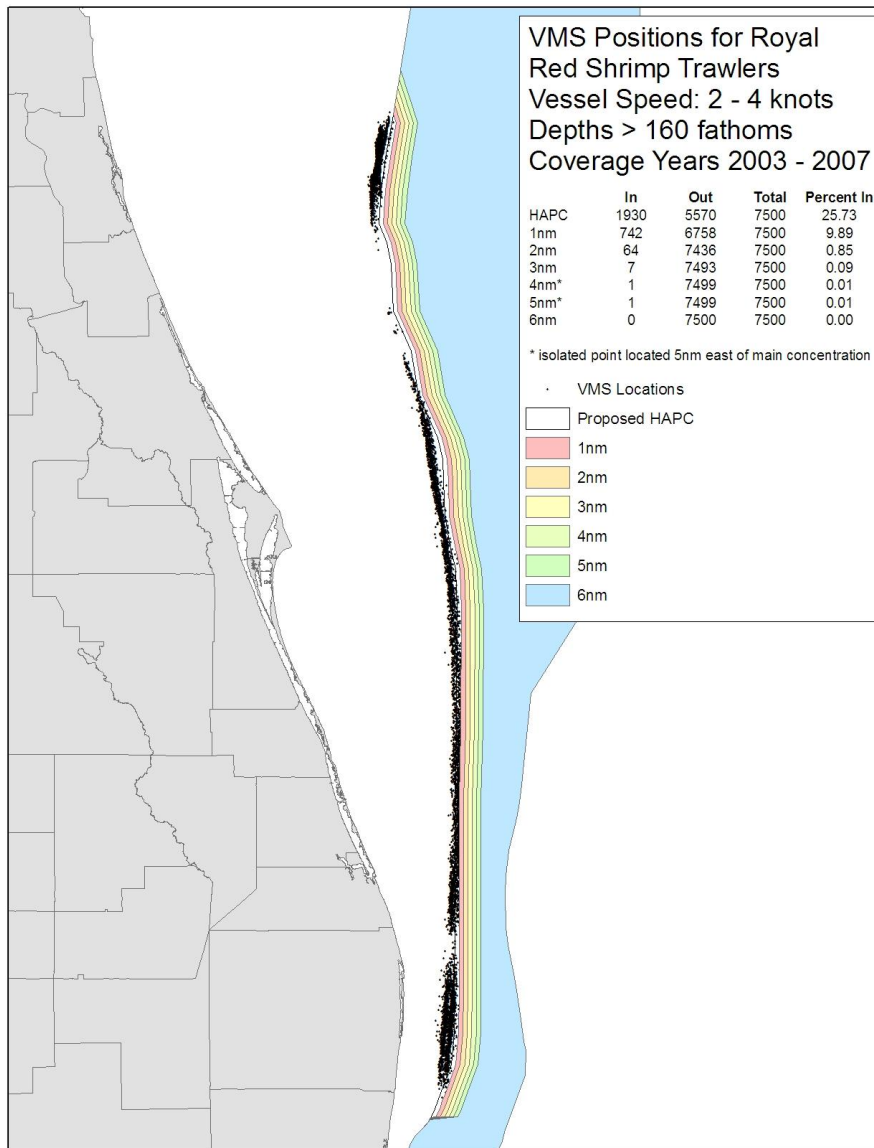 VMS Positions for Royal
Red Shrimp Trawlers
Vessel Speed: 2 - 4 knots
Depths > 160 fathoms
Coverage Years 2003 - 2007
In Out Total Percent In
HAPC 1930 5570 7500 25.73
1nm 742 6758 7500 9.89
2nm 64 7436 7500 0.85
3nm 7 7493 7500 0.09
4nm* 1 7499 7500 0.01
5nm* 1 7499 7500 0.01
6nm 0 7500 7500 0.00
* isolated point located 5nm east of main concentration
VMS Locations
Proposed HAPC
1nm
2nm
3nm
4nm
5nm
6nm